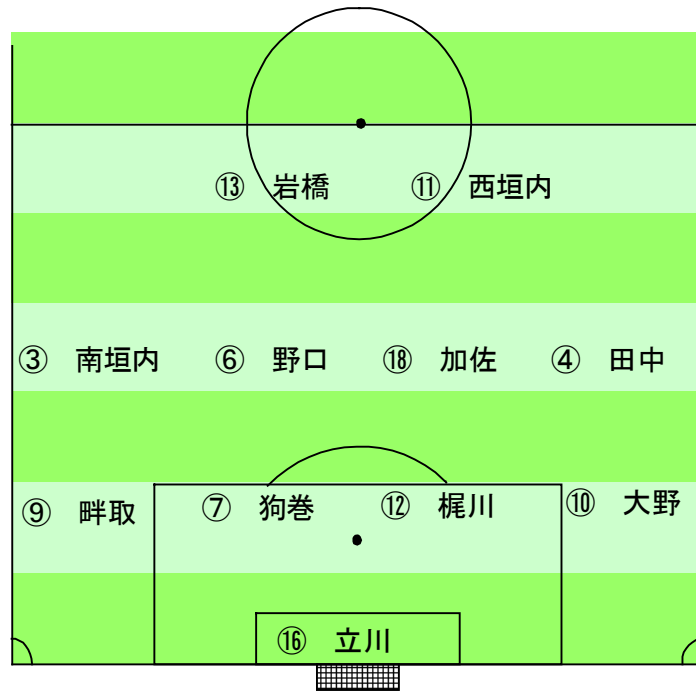 ⑬ 岩橋 ⑪ 西垣内
③ 南垣内 ⑥ 野口 ⑱ 加佐 ④ 田中
⑨ 畔取 ⑦ 狗巻 ⑫ 梶川 ⑩ 大野
⑯ 立川